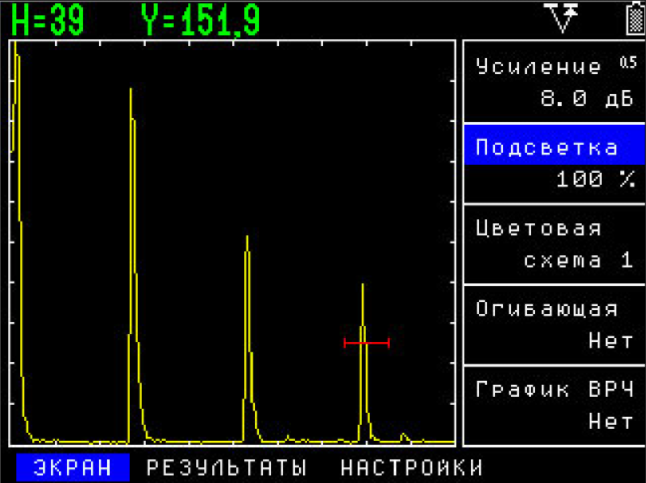 H=39 Y=151,9
Усиление 0.5
8.0 дБ
Подсветка
100 %
Цветовая
схема 1
Огибающая
Нет
График ВРЧ
Нет
ЭКРАН РЕЗУЛЬТАТЫ НАСТРОЙКИ